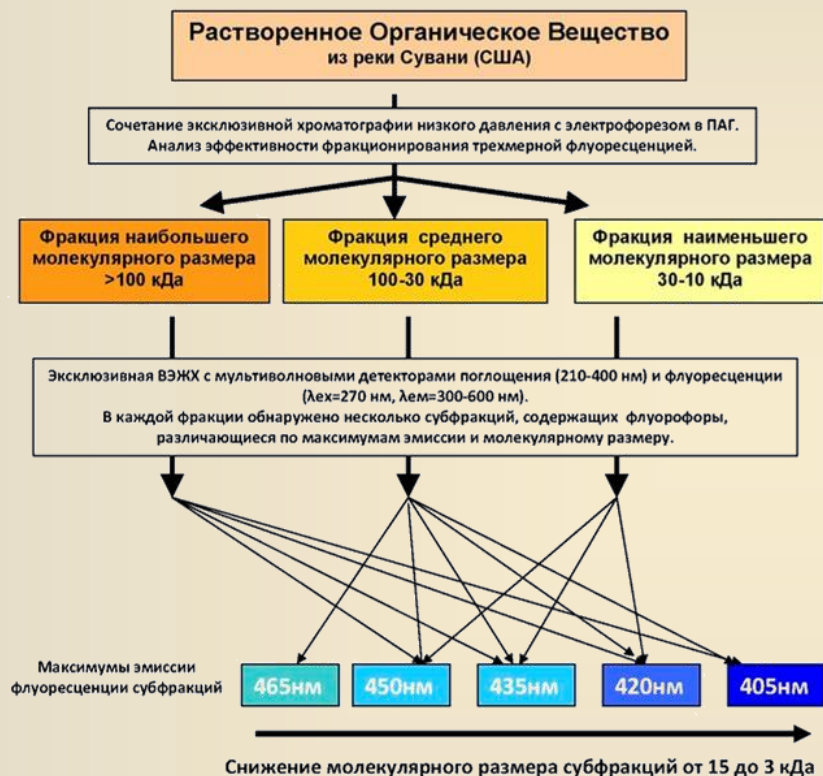 Растворенное Органическое Вещество
из реки Сувани (США)
Сочетание эксклюзивной хроматографии низкого давления с электрофорезом в ПАГ.
Анализ эффективности фракционирования трехмерной флуоресценцией.
Фракция наибольшего
молекулярного размера
>100 кДа
Фракция среднего
молекулярного размера
100-30 кДа
Фракция наименьшего
молекулярного размера
30-10 кДа
Эксклюзивная ВЭЖХ с мультиволновыми детекторами поглощения (210-400 нм) и флуоресценции
(λex=270 нм, λем=300-600 нм).
В каждой фракции обнаружено несколько субфракций, содержащих флуорофоры,
различающиеся по максимумам эмиссии и молекулярному размеру.
Максимумы эмиссии
флуоресценции субфракций
465нм
450нм
435нм
420нм
405нм
Снижение молекулярного размера субфракций от 15 до 3 кДа